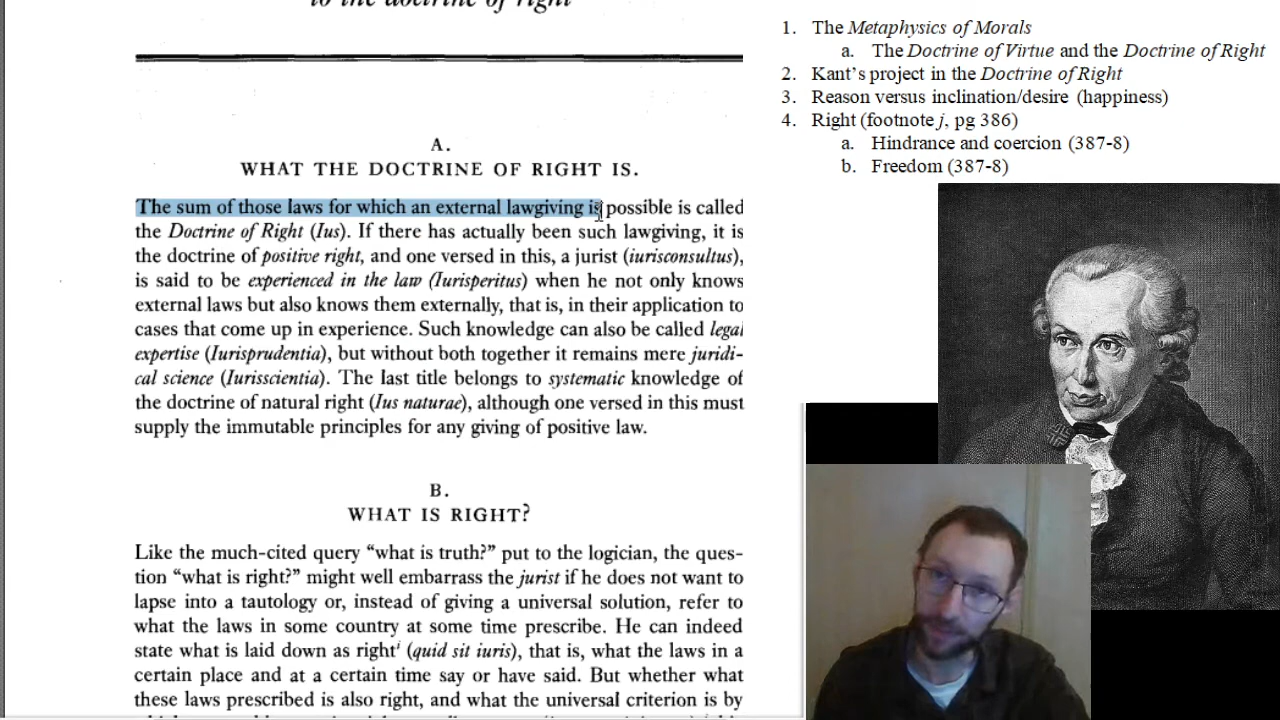 to the doctrine of right
A.
WHAT THE DOCTRINE OF RIGHT IS.
The sum of those laws for which an external lawgiving is possible is called
the Doctrine of Right (Ius). If there has actually been such lawgiving, it is
the doctrine of positive right, and one versed in this, a jurist (iurisconsultus),
is said to be experienced in the law (Iurisperitus) when he not only knows
external laws but also knows them externally, that is, in their application to
cases that come up in experience. Such knowledge can also be called legal
expertise (Iurisprudentia), but without both together it remains mere juridi-
cal science (Iurisscientia). The last title belongs to systematic knowledge of
the doctrine of natural right (Ius naturae), although one versed in this must
supply the immutable principles for any giving of positive law.
B.
WHAT IS RIGHT?
Like the much-cited query “what is truth?” put to the logician, the ques-
tion “what is right?” might well embarrass the jurist if he does not want to
lapse into a tautology or, instead of giving a universal solution, refer to
what the laws in some country at some time prescribe. He can indeed
state what is laid down as right^i (quid sit iuris), that is, what the laws in a
certain place and at a certain time say or have said. But whether what
these laws prescribed is also right, and what the universal criterion is by
1. The Metaphysics of Morals
a. The Doctrine of Virtue and the Doctrine of Right
2. Kant’s project in the Doctrine of Right
3. Reason versus inclination/desire (happiness)
4. Right (footnote j, pg 386)
a. Hindrance and coercion (387-8)
b. Freedom (387-8)